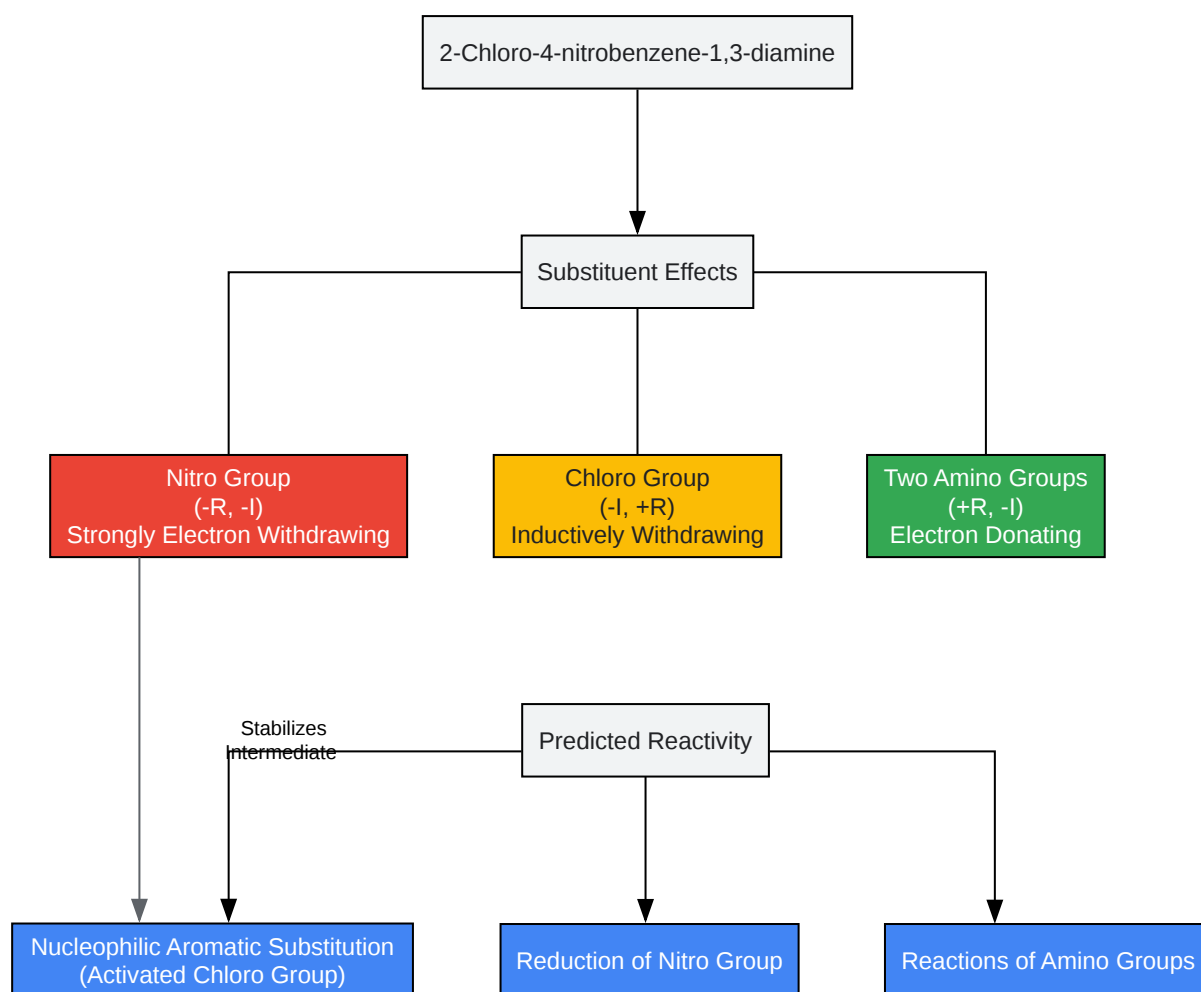 2-Chloro-4-nitrobenzene-1,3-diamine
Substituent Effects
Nitro Group
(-R, -I)
Strongly Electron Withdrawing
Chloro Group
(-I, +R)
Inductively Withdrawing
Two Amino Groups
(+R, -I)
Electron Donating
Stabilizes
Intermediate
Predicted Reactivity
Nucleophilic Aromatic Substitution
(Activated Chloro Group)
Reduction of Nitro Group
Reactions of Amino Groups